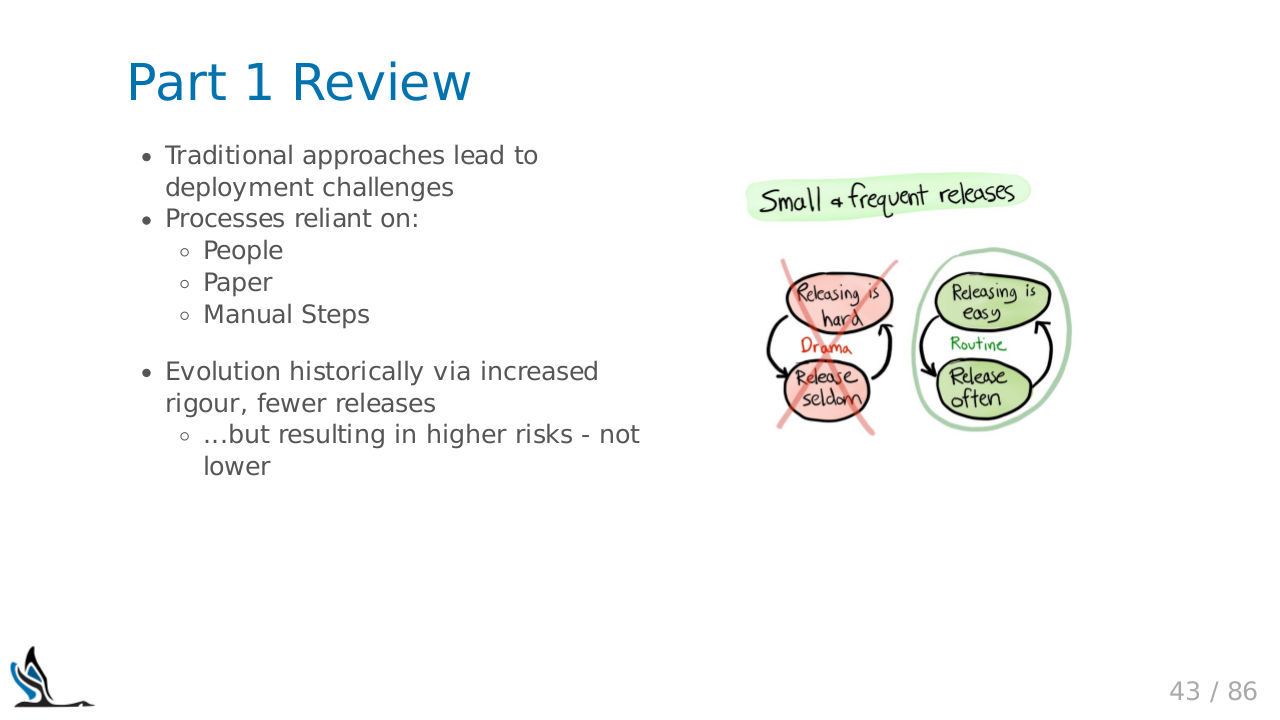 Part 1 Review
• Traditional approaches lead to
deployment challenges
• Processes reliant on:
◦ People
◦ Paper
◦ Manual Steps
• Evolution historically via increased
rigour, fewer releases
◦ ...but resulting in higher risks - not
lower
Small & frequent releases
Releasing is
hard
Drama
Release
seldom
Releasing is
easy
Routine
Release
often
43 / 86